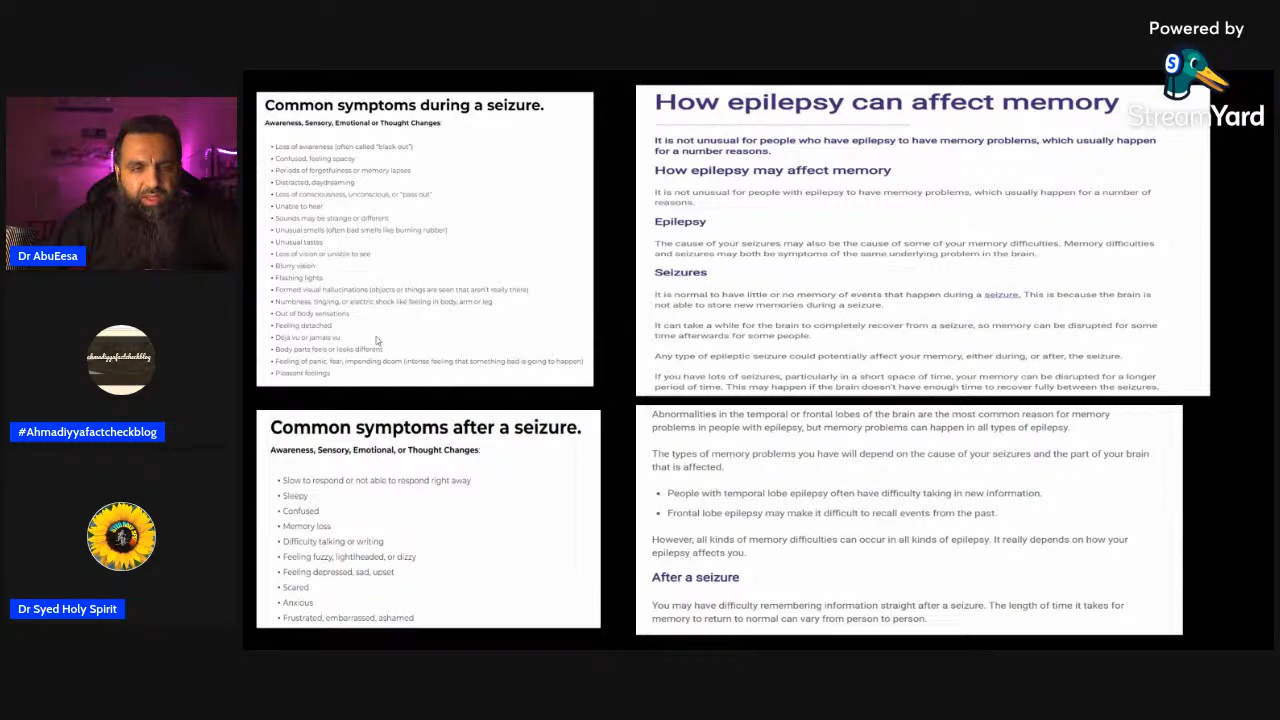 Powered by
StreamYard
Dr AbuEesa
ahmadiyyafactcheckblog
#Ahmadiyyafactcheckblog
Dr Syed Holy Spirit
Common symptoms during a seizure.
Awareness, Sensory, Emotional or Thought Changes:
• Loss of awareness (often called "black out")
• Confused, feeling spacey
• Periods of forgetfulness or memory lapses
• Distracted, daydreaming
• Loss of consciousness, unconscious, or "pass out"
• Unable to hear
• Sounds may be strange or different
• Unusual smells (often bad smells like burning rubber)
• Unusual tastes
• Loss of vision or unable to see
• Blurry vision
• Flashing lights
• Formed visual hallucinations (objects or things are seen that aren't really there)
• Numbness, tingling, or electric shock like feeling in body, arm or leg
• Out of body sensations
• Feeling detached
• Déjà vu or jamais vu
• Body parts feels or looks different
• Feeling of panic, fear, impending doom (intense feeling that something bad is going to happen)
• Pleasant feelings
Common symptoms after a seizure.
Awareness, Sensory, Emotional, or Thought Changes:
• Slow to respond or not able to respond right away
• Sleepy
• Confused
• Memory loss
• Difficulty talking or writing
• Feeling fuzzy, lightheaded, or dizzy
• Feeling depressed, sad, upset
• Scared
• Anxious
• Frustrated, embarrassed, ashamed
How epilepsy can affect memory
It is not unusual for people who have epilepsy to have memory problems, which usually happen
for a number reasons.
How epilepsy may affect memory
It is not unusual for people with epilepsy to have memory problems, which usually happen for a number of
reasons.
Epilepsy
The cause of your seizures may also be the cause of some of your memory difficulties. Memory difficulties
and seizures may both be symptoms of the same underlying problem in the brain.
Seizures
It is normal to have little or no memory of events that happen during a seizure. This is because the brain is
not able to store new memories during a seizure.
It can take a while for the brain to completely recover from a seizure, so memory can be disrupted for some
time afterwards for some people.
Any type of epileptic seizure could potentially affect your memory, either during, or after, the seizure.
If you have lots of seizures, particularly in a short space of time, your memory can be disrupted for a longer
period of time. This may happen if the brain doesn't have enough time to recover fully between the seizures.
Abnormalities in the temporal or frontal lobes of the brain are the most common reason for memory
problems in people with epilepsy, but memory problems can happen in all types of epilepsy.
The types of memory problems you have will depend on the cause of your seizures and the part of your brain
that is affected.
• People with temporal lobe epilepsy often have difficulty taking in new information.
• Frontal lobe epilepsy may make it difficult to recall events from the past.
However, all kinds of memory difficulties can occur in all kinds of epilepsy. It really depends on how your
epilepsy affects you.
After a seizure
You may have difficulty remembering information straight after a seizure. The length of time it takes for
memory to return to normal can vary from person to person.